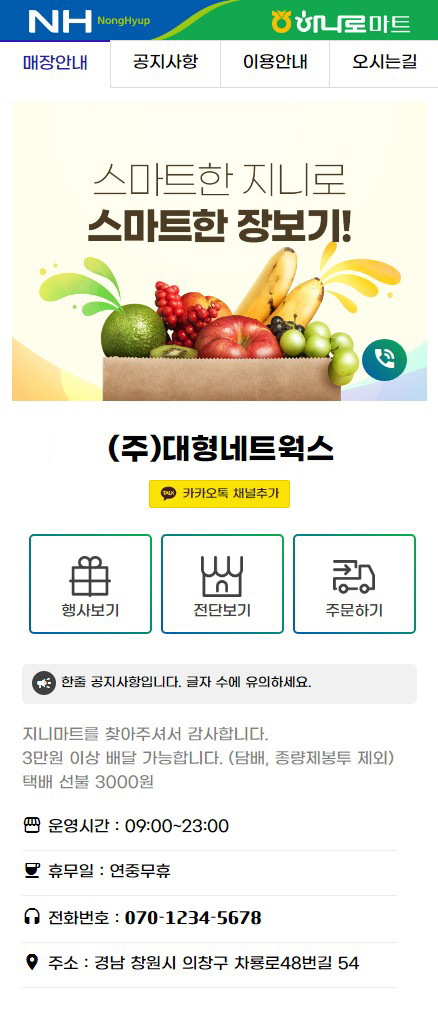 NH NongHyup 하나로마트
매장안내 공지사항 이용안내 오시는길
스마트한 지니로
스마트한 장보기!
(주)대형네트웍스
TALK 카카오톡 채널추가
행사보기 전단보기 주문하기
한줄 공지사항입니다. 글자 수에 유의하세요.
지니마트를 찾아주셔서 감사합니다.
3만원 이상 배달 가능합니다. (담배, 종량제봉투 제외)
택배 선불 3000원
운영시간 : 09:00~23:00
휴무일 : 연중무휴
전화번호 : 070-1234-5678
주소 : 경남 창원시 의창구 차룡로48번길 54